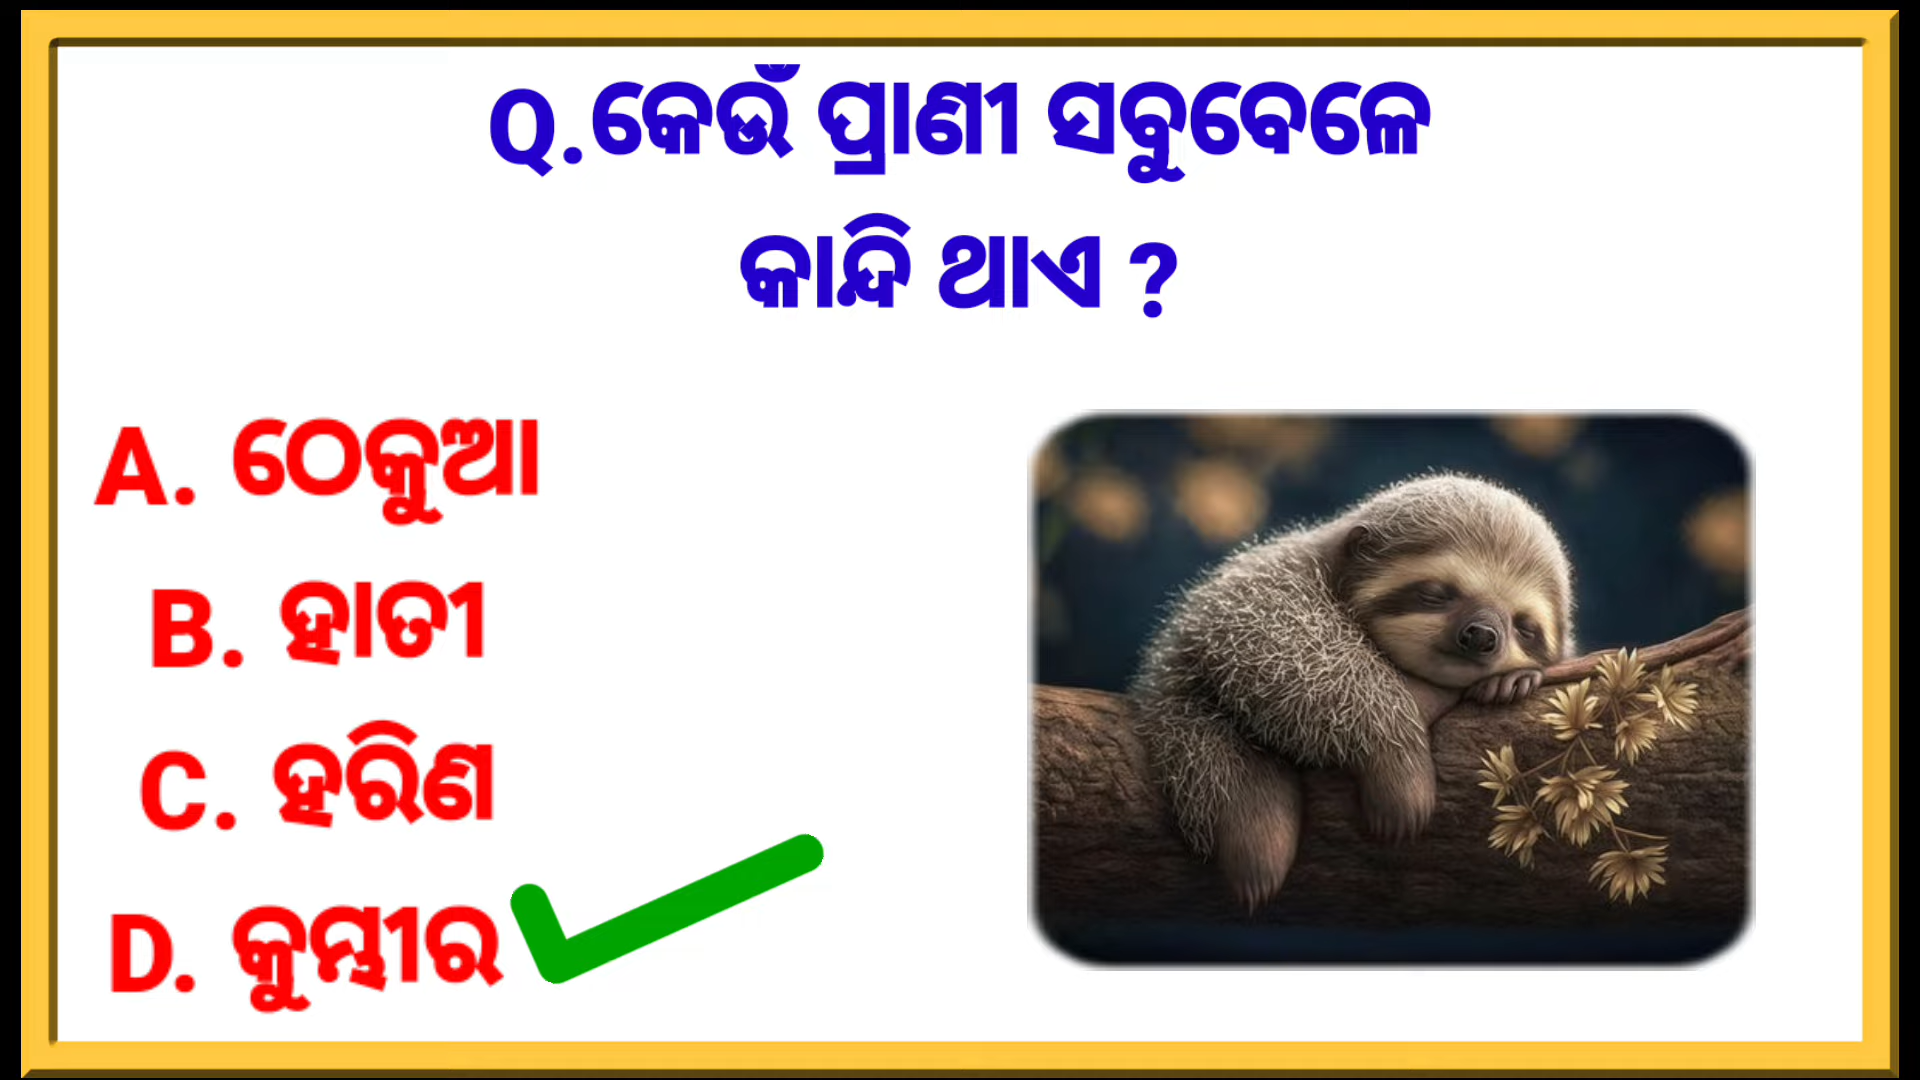 Q.କେଉଁ ପ୍ରାଣୀ ସବୁବେଳେ
କାନ୍ଦି ଥାଏ ?
A. ଠେକୁଆ
B. ହାତୀ
C. ହରିଣ
D. କୁମ୍ଭୀର